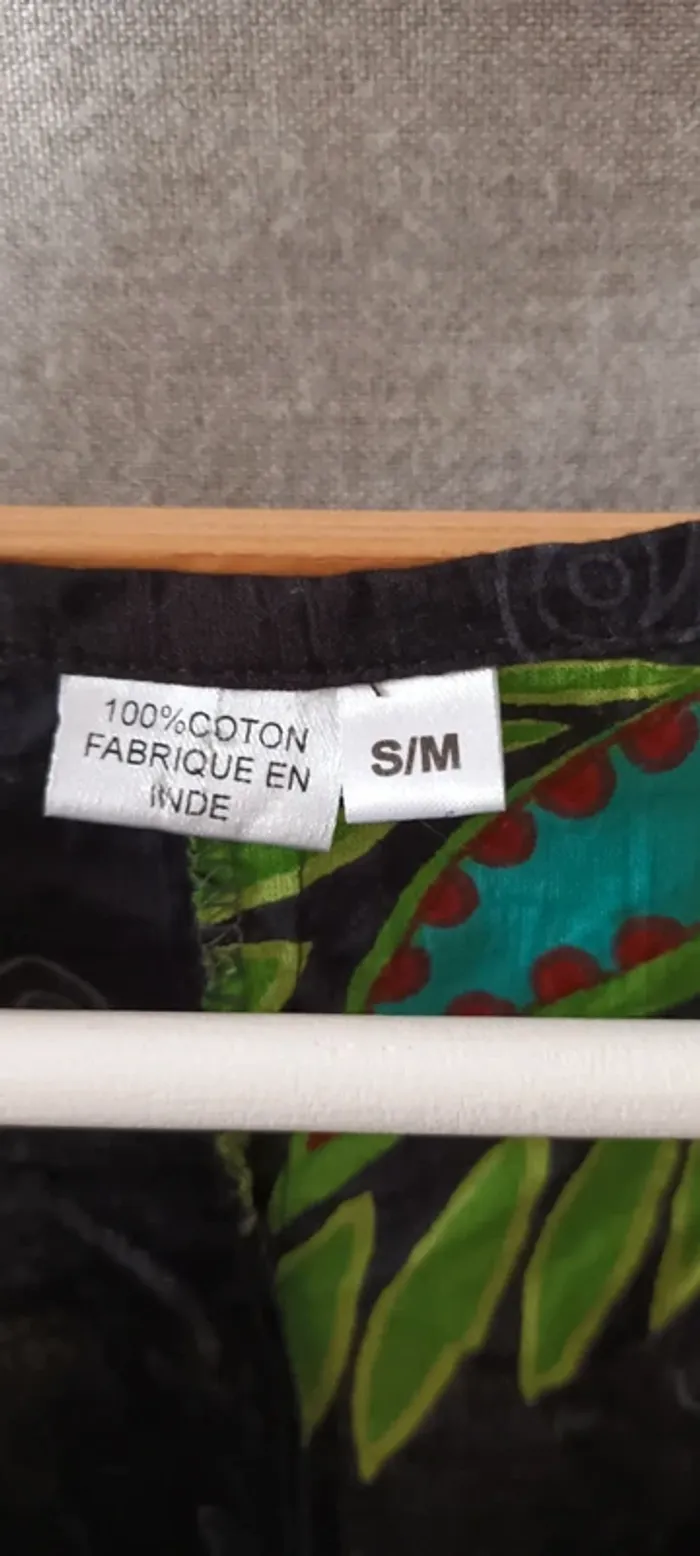 100%COTON
FABRIQUE EN
INDE
S/M